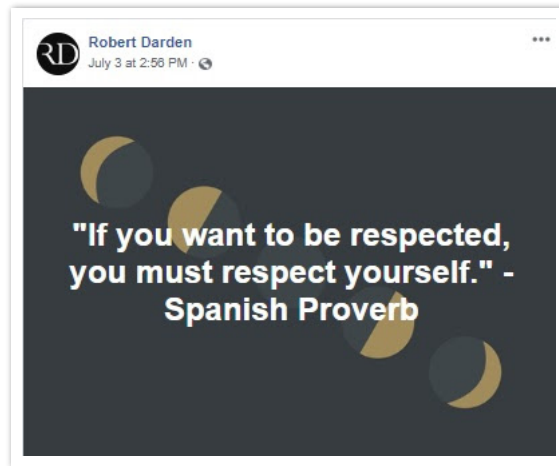 RD
Robert Darden
July 3 at 2:56 PM ·
"If you want to be respected,
you must respect yourself." -
Spanish Proverb